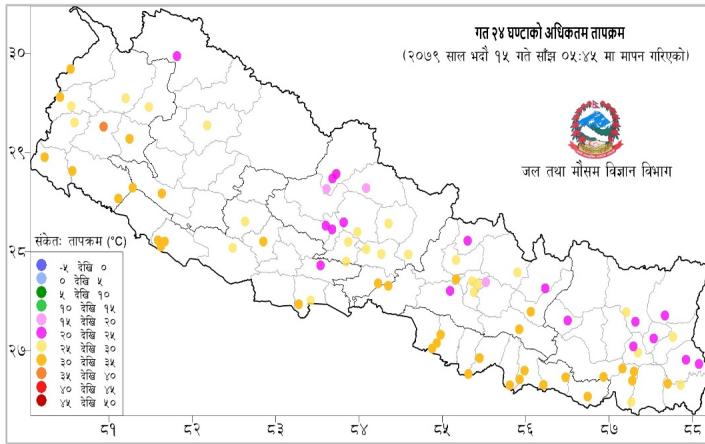 गत २४ घण्टाको अधिकतम तापक्रम
(२०७९ साल भदौ १५ गते साँझ ०५:४५ मा मापन गरिएको)
जल तथा मौसम विज्ञान विभाग
संकेतः तापक्रम (°C)
-५ देखि ०
० देखि ५
५ देखि १०
१० देखि १५
१५ देखि २०
२० देखि २५
२५ देखि ३०
३० देखि ३५
३५ देखि ४०
४० देखि ४५
४५ देखि ५०
३०
२९
२८
२७
८१ ८२ ८३ ८४ ८५ ८६ ८७ ८८